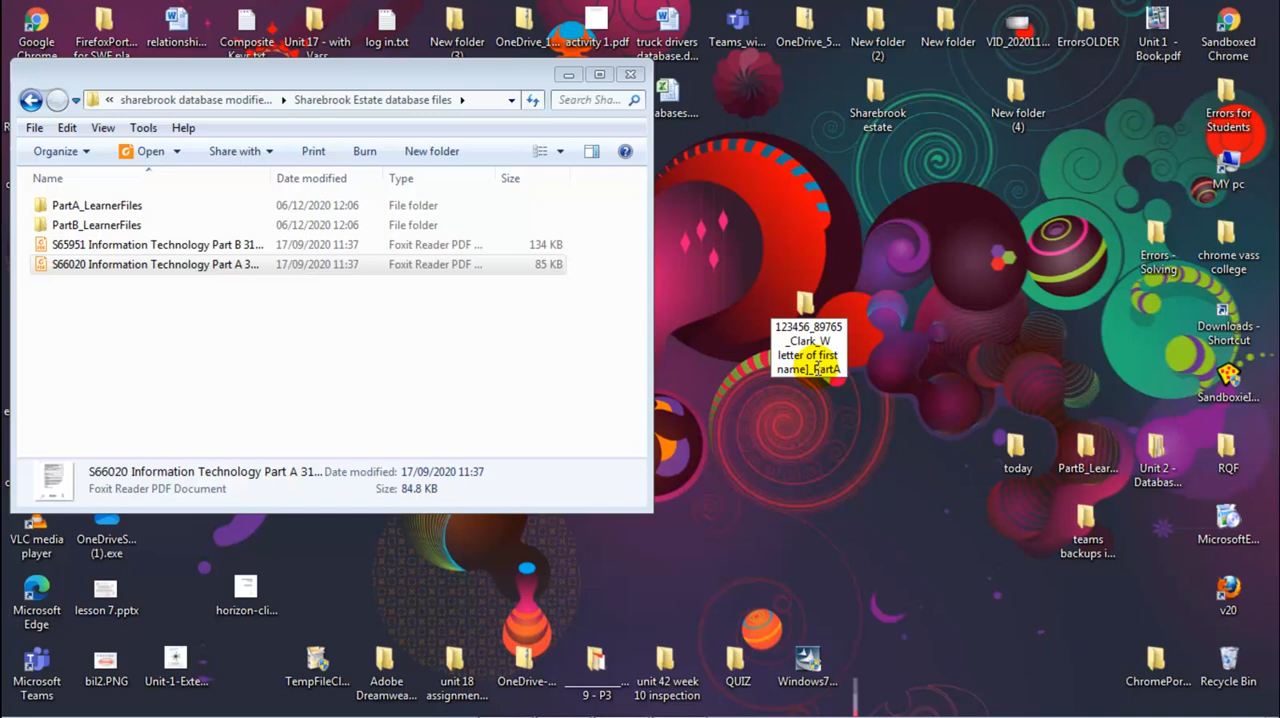 Google
Chrome
FirefoxPort...
for SWF pla...
relationshi...
Composite
Keys.txt
Unit 17 - with
Vass
log in.txt
New folder
(3)
OneDrive_1...
activity 1.pdf
truck drivers
database.d...
Teams_wi...
OneDrive_5...
New folder
(2)
New folder
VID_202011...
ErrorsOLDER
Unit 1 -
Book.pdf
Sandboxed
Chrome
sharebrook database modifie...
Sharebrook Estate database files
Search Sha...
File
Edit
View
Tools
Help
Organize
Open
Share with
Print
Burn
New folder
Name
Date modified
Type
Size
PartA_LearnerFiles
06/12/2020 12:06
File folder
PartB_LearnerFiles
06/12/2020 12:06
File folder
S65951 Information Technology Part B 31...
17/09/2020 11:37
Foxit Reader PDF ...
134 KB
S66020 Information Technology Part A 3...
17/09/2020 11:37
Foxit Reader PDF ...
85 KB
S66020 Information Technology Part A 31...
Date modified: 17/09/2020 11:37
Foxit Reader PDF Document
Size: 84.8 KB
abases....
Sharebrook
estate
New folder
(4)
Errors for
Students
MY pc
Errors -
Solving
chrome vass
college
123456_89765
_Clark_W
letter of first
name]_PartA
Downloads -
Shortcut
SandboxieI...
today
PartB_Lear...
Unit 2 -
Databas...
RQF
VLC media
player
OneDriveS...
(1).exe
teams
backups i...
MicrosoftE...
Microsoft
Edge
lesson 7.pptx
horizon-cli...
v20
Microsoft
Teams
bil2.PNG
Unit-1-Exte...
TempFileCl...
Adobe
Dreamwea...
unit 18
assignmen...
OneDrive-...
________...
9 - P3
unit 42 week
10 inspection
QUIZ
Windows7...
ChromePor...
Recycle Bin